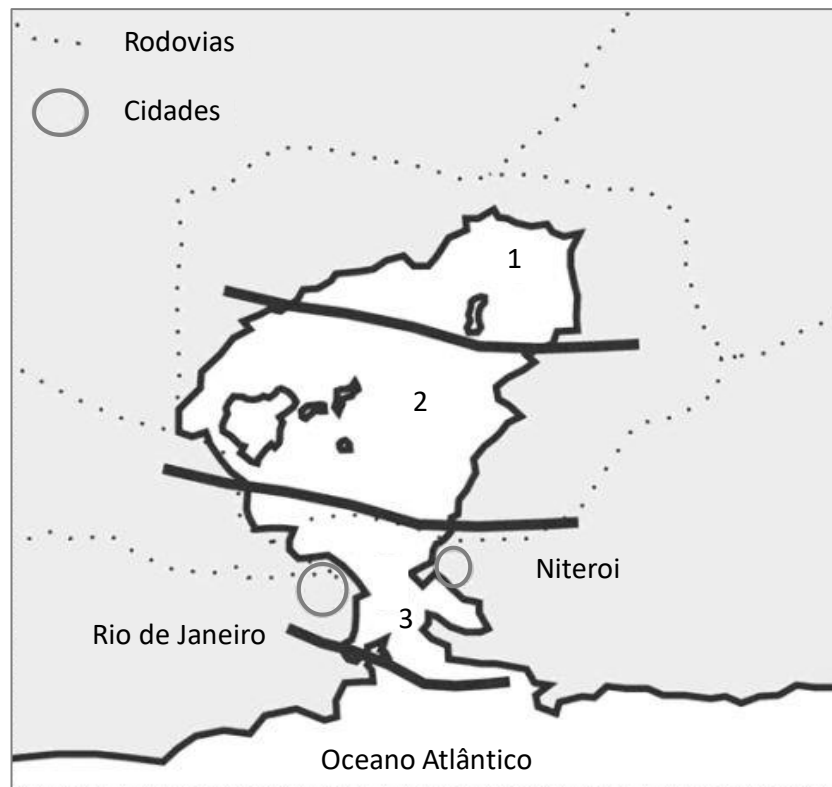 Rodovias
Cidades
1
2
Niteroi
3
Rio de Janeiro
Oceano Atlântico